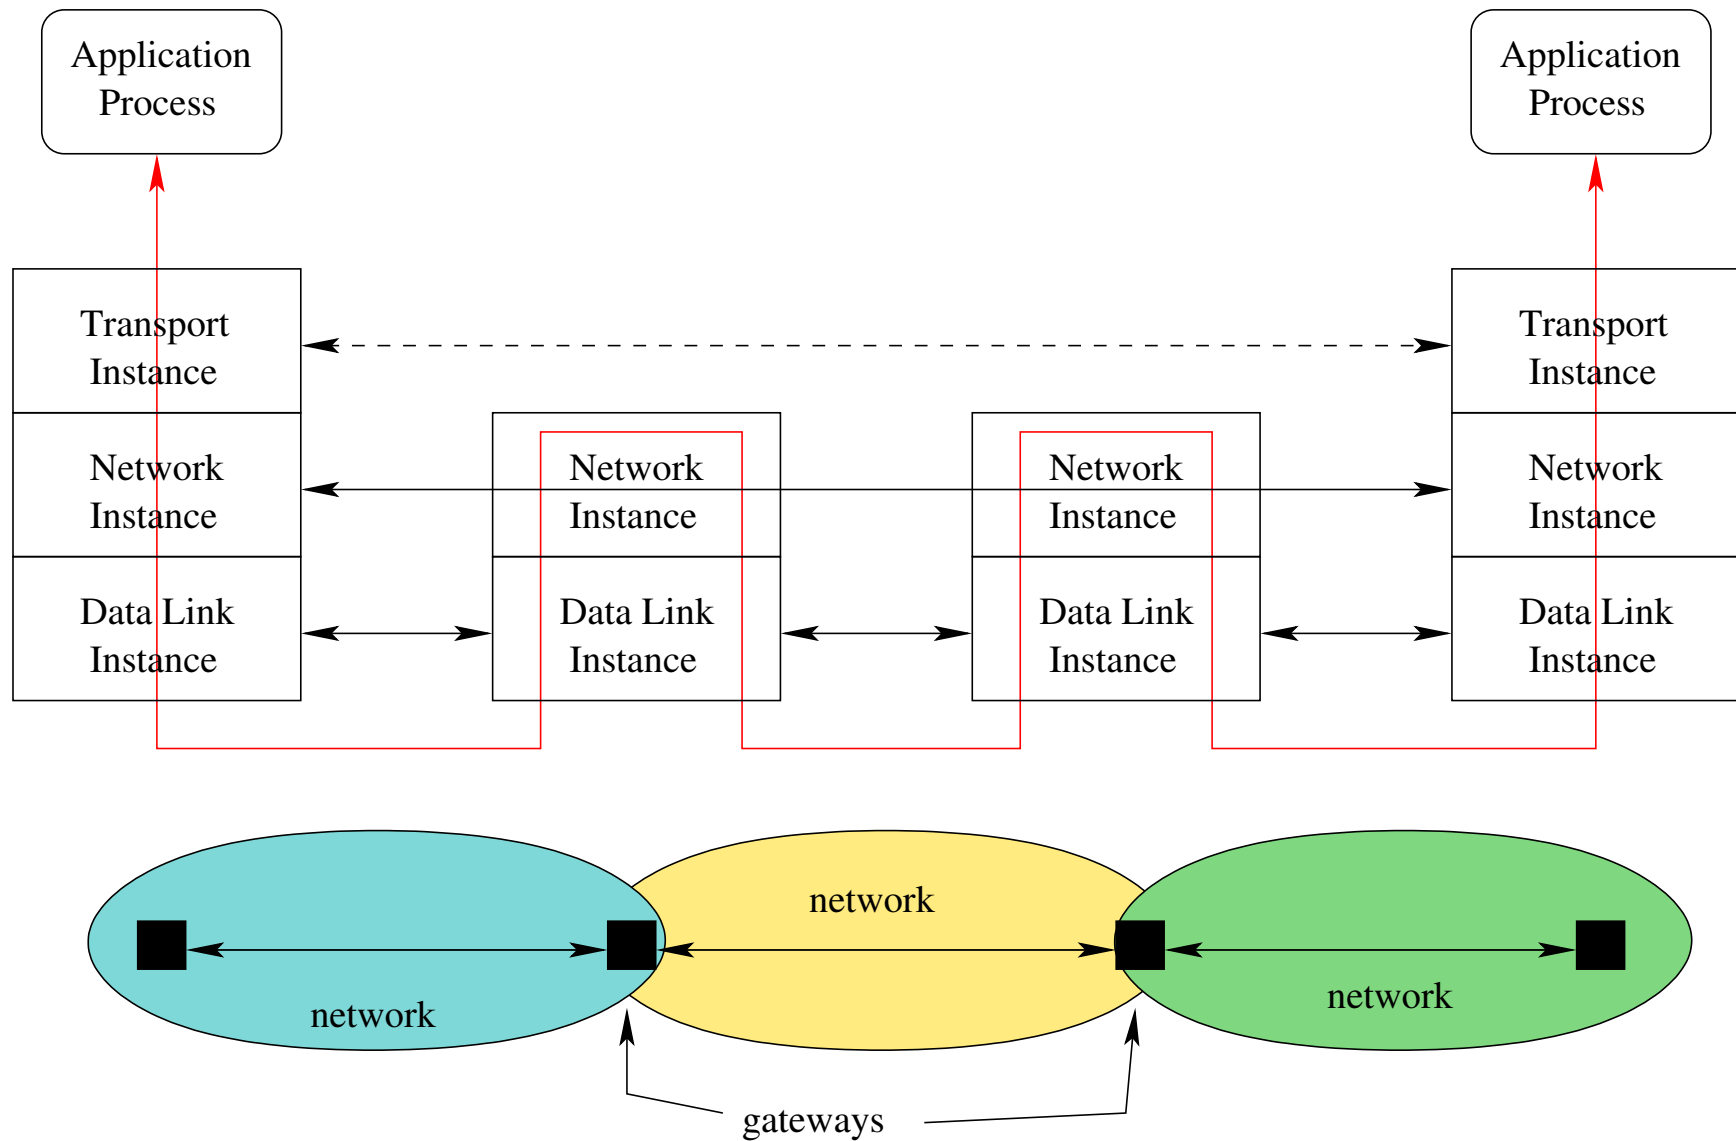 Application
Process
Application
Process
Transport
Instance
Transport
Instance
Network
Instance
Network
Instance
Network
Instance
Network
Instance
Data Link
Instance
Data Link
Instance
Data Link
Instance
Data Link
Instance
network
network
network
gateways